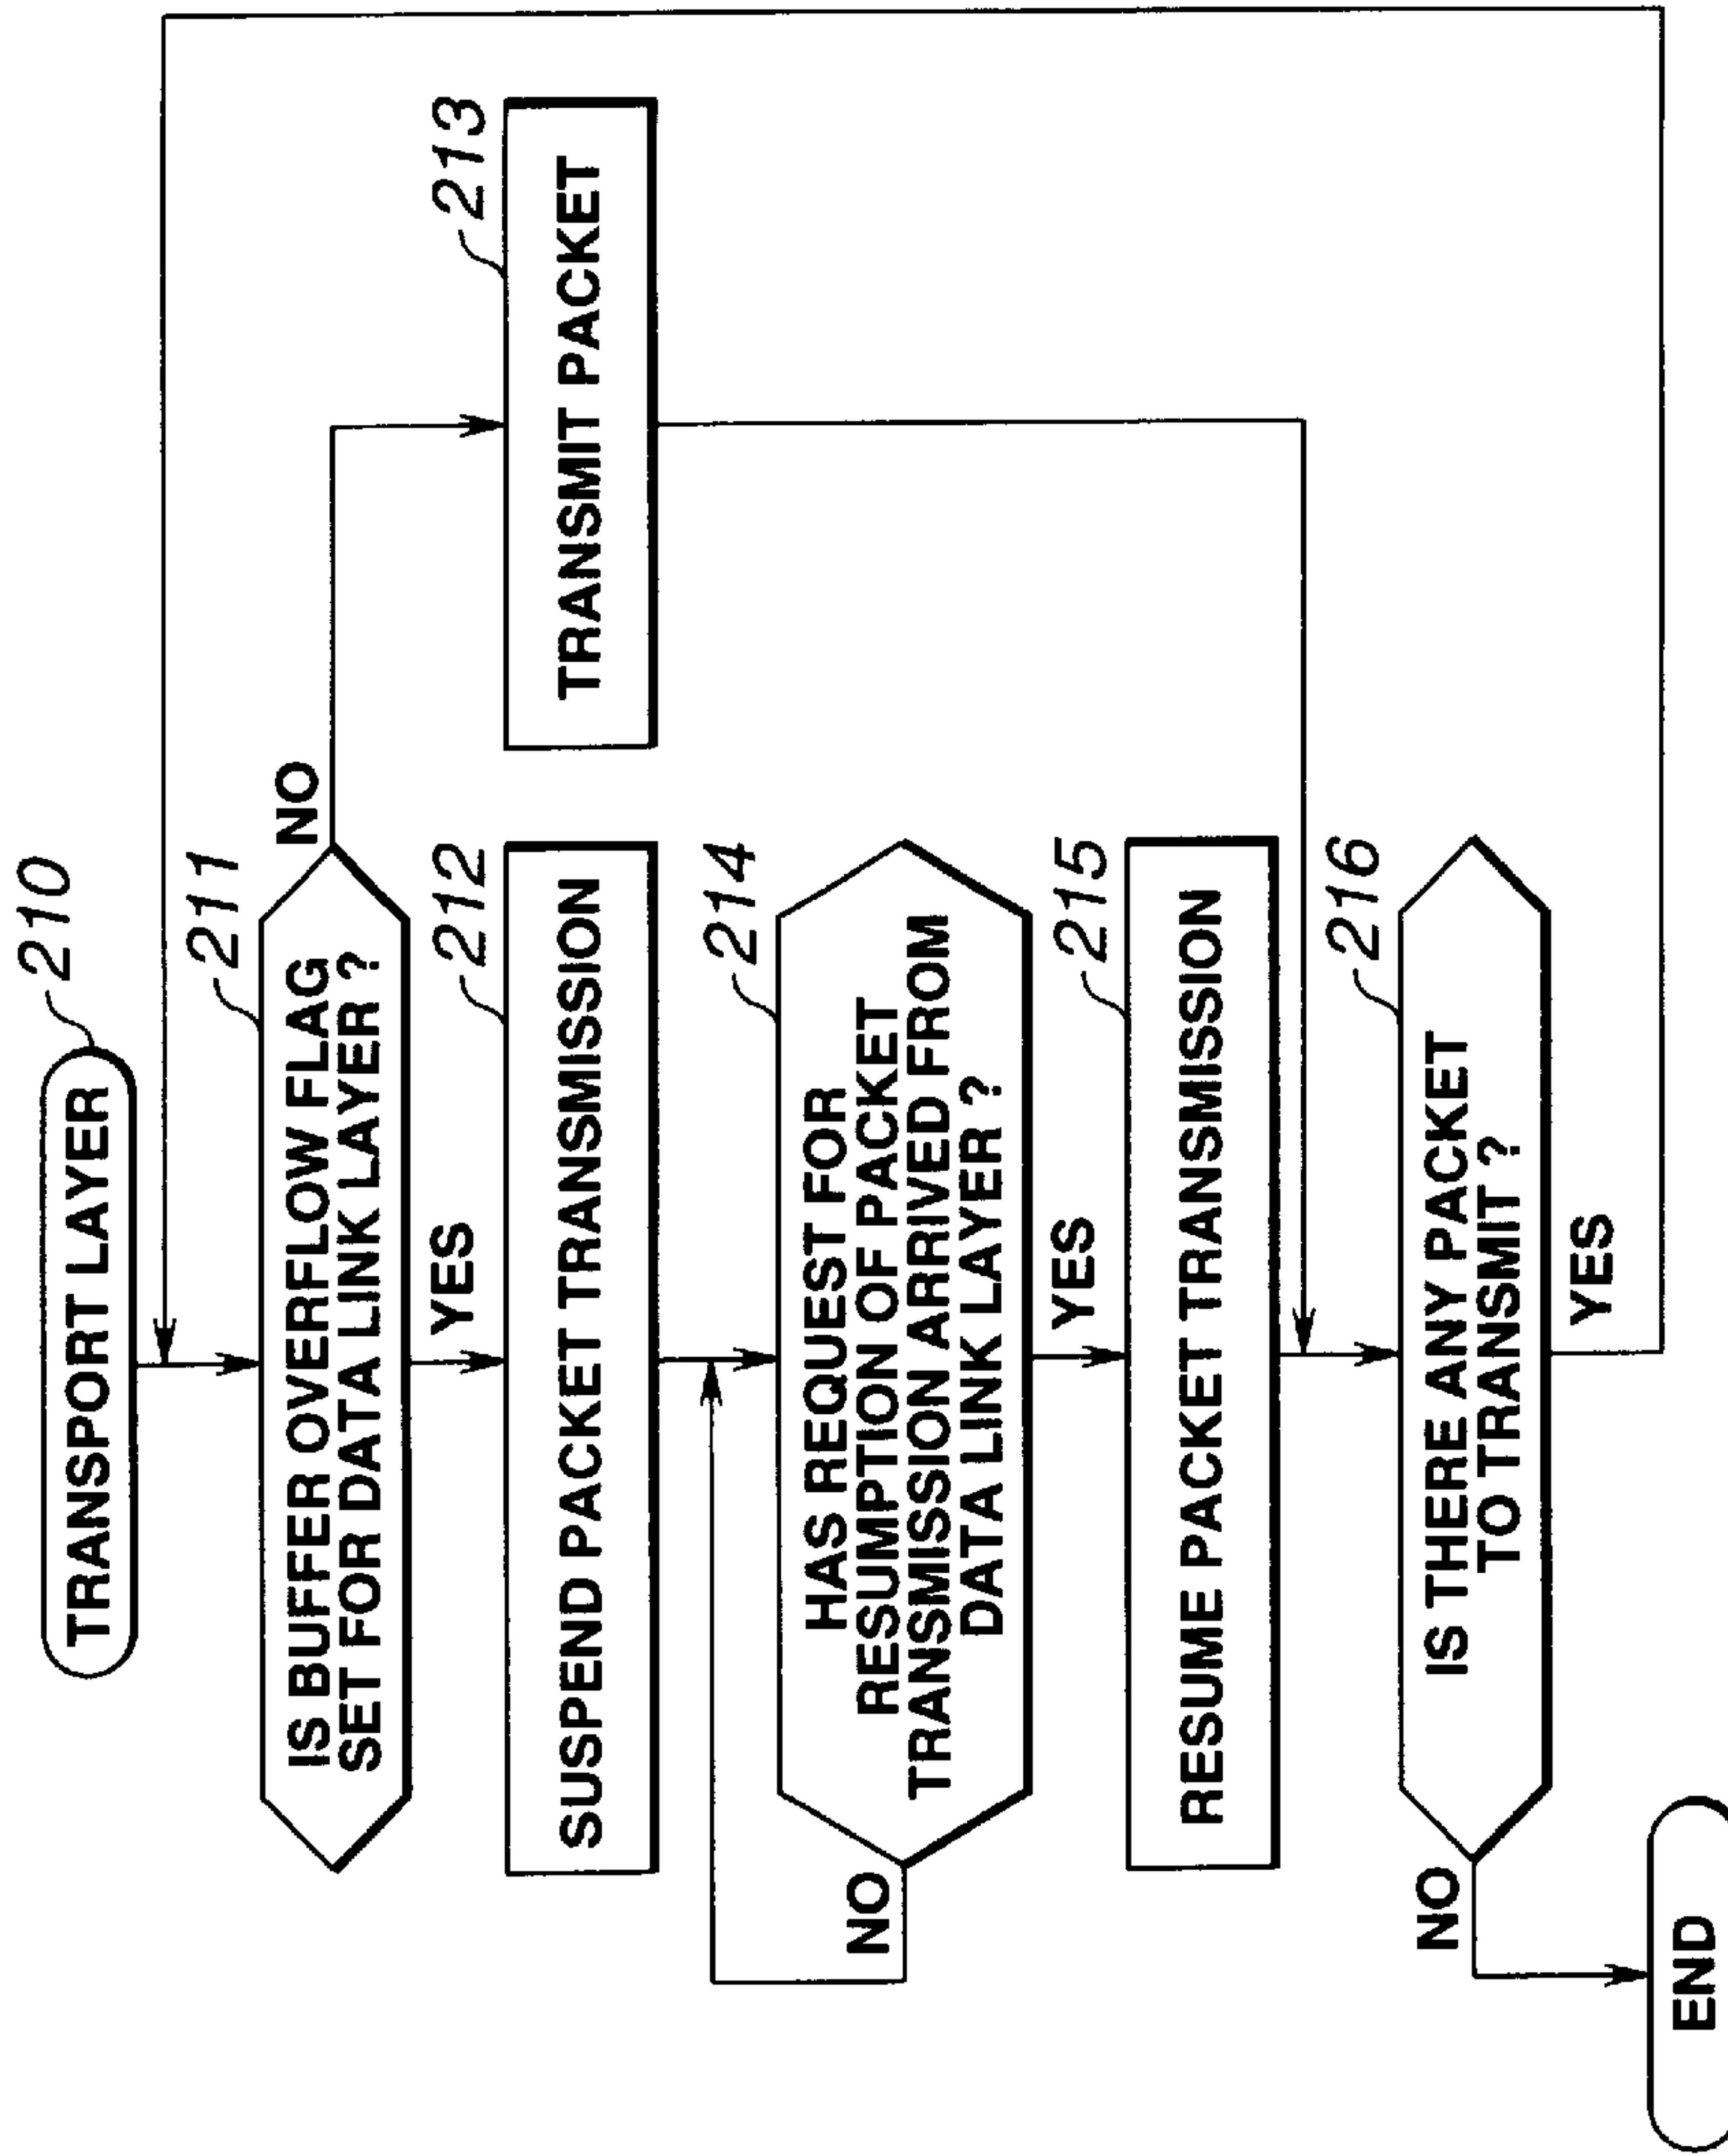 210
TRANSPORT LAYER
211
IS BUFFER OVERFLOW FLAG
SET FOR DATA LINK LAYER ?
NO
YES
212
SUSPEND PACKET TRANSMISSION
213
TRANSMIT PACKET
214
HAS REQUEST FOR
RESUMPTION OF PACKET
TRANSMISSION ARRIVED FROM
DATA LINK LAYER ?
NO
YES
215
RESUME PACKET TRANSMISSION
216
IS THERE ANY PACKET
TO TRANSMIT ?
NO
YES
END